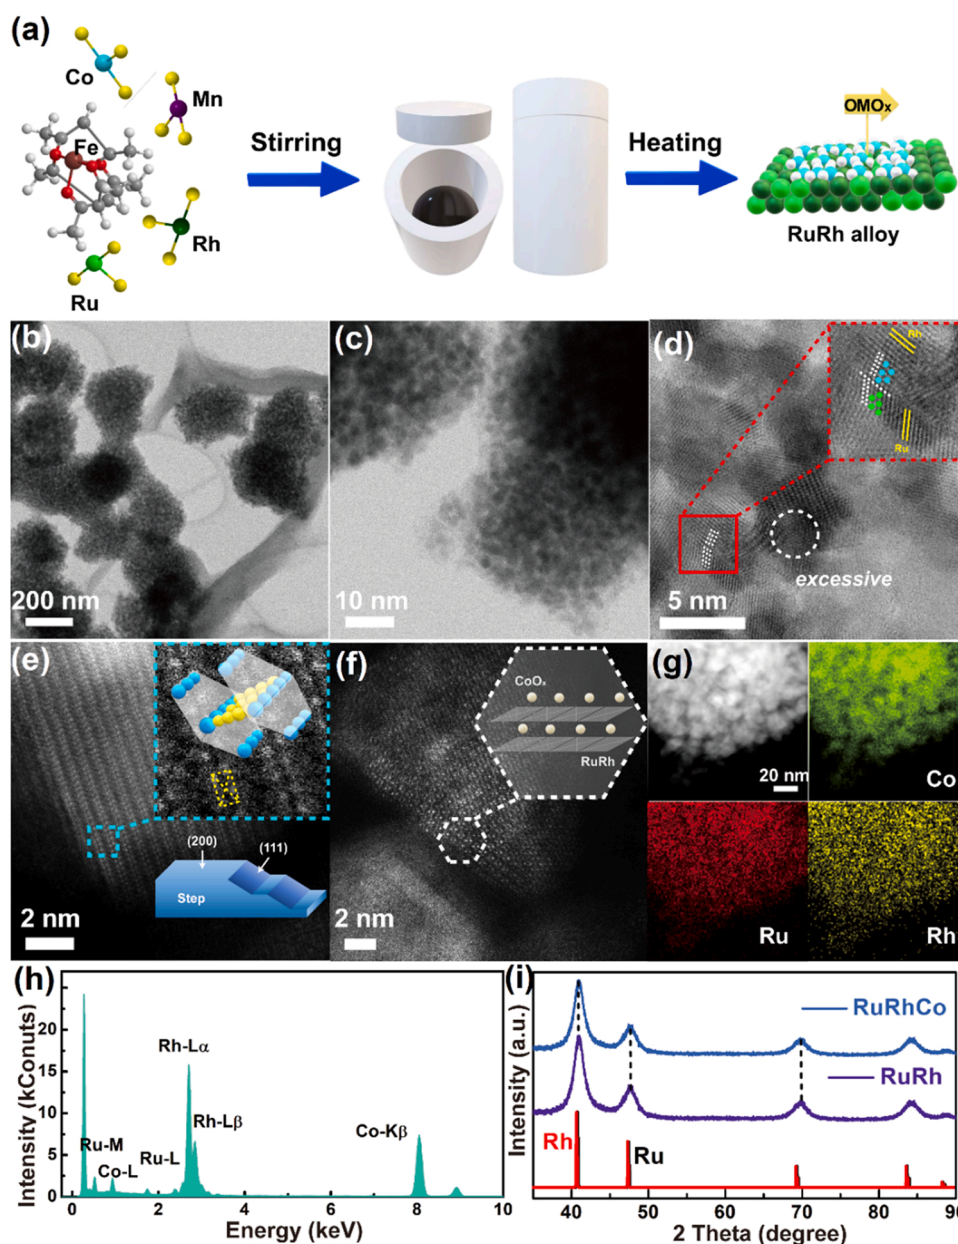 (a)
Co
Mn
Fe
Rh
Ru
Stirring
Heating
OMOx
RuRh alloy
(b)
200 nm
(c)
10 nm
(d)
Rh
Ru
excessive
5 nm
(e)
(200)
(111)
Step
2 nm
(f)
CoOx
RuRh
2 nm
(g)
20 nm
Co
Ru
Rh
(h)
Intensity (kConuts)
25
20
15
10
5
0
Rh-Lα
Rh-Lβ
Ru-M
Co-L
Ru-L
Co-Kβ
0 2 4 6 8 10
Energy (keV)
(i)
Intensity (a.u.)
RuRhCo
RuRh
Rh
Ru
40 50 60 70 80 90
2 Theta (degree)